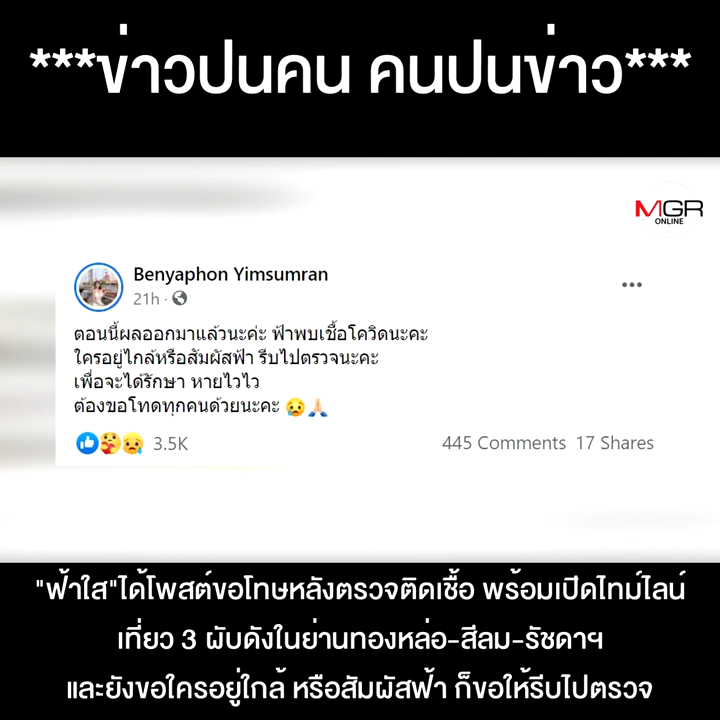 ***ข่าวปนคน คนปนข่าว***
MGR
ONLINE
Benyaphon Yimsumran
21h
ตอนนี้ผลออกมาแล้วนะค่ะ ฟ้าพบเชื้อโควิดนะคะ
ใครอยู่ไกล้หรือสัมผัสฟ้า รีบไปตรวจนะคะ
เพื่อจะได้รักษา หายไวไว
ต้องขอโทดทุกคนด้วยนะคะ 😥🙏🏻
3.5K 445 Comments 17 Shares
"ฟ้าใส"ได้โพสต์ขอโทษหลังตรวจติดเชื้อ พร้อมเปิดไทม์ไลน์
เที่ยว 3 ผับดังในย่านทองหล่อ-สีลม-รัชดาฯ
และยังขอใครอยู่ใกล้ หรือสัมผัสฟ้า ก็ขอให้รีบไปตรวจ